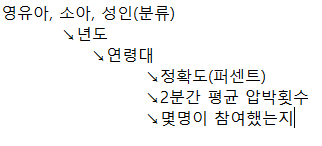 영유아, 소아, 성인(분류)
↘년도
↘연령대
↘정확도(퍼센트)
↘2분간 평균 압박횟수
↘몇명이 참여했는지